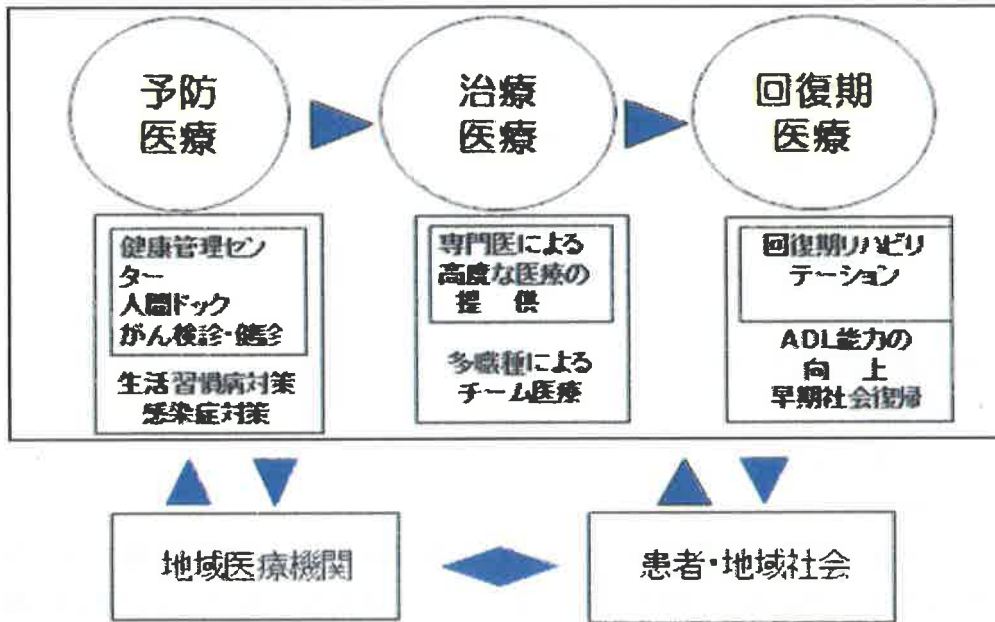 予防
医療
治療
医療
回復期
医療
健康管理セン
ター
人間ドック
がん検診・健診
生活習慣病対策
感染症対策
専門医による
高度な医療の
提 供
多職種による
チーム医療
回復期リハビリ
テーション
ADL能力の
向 上
早期社会復帰
地域医療機関
患者・地域社会